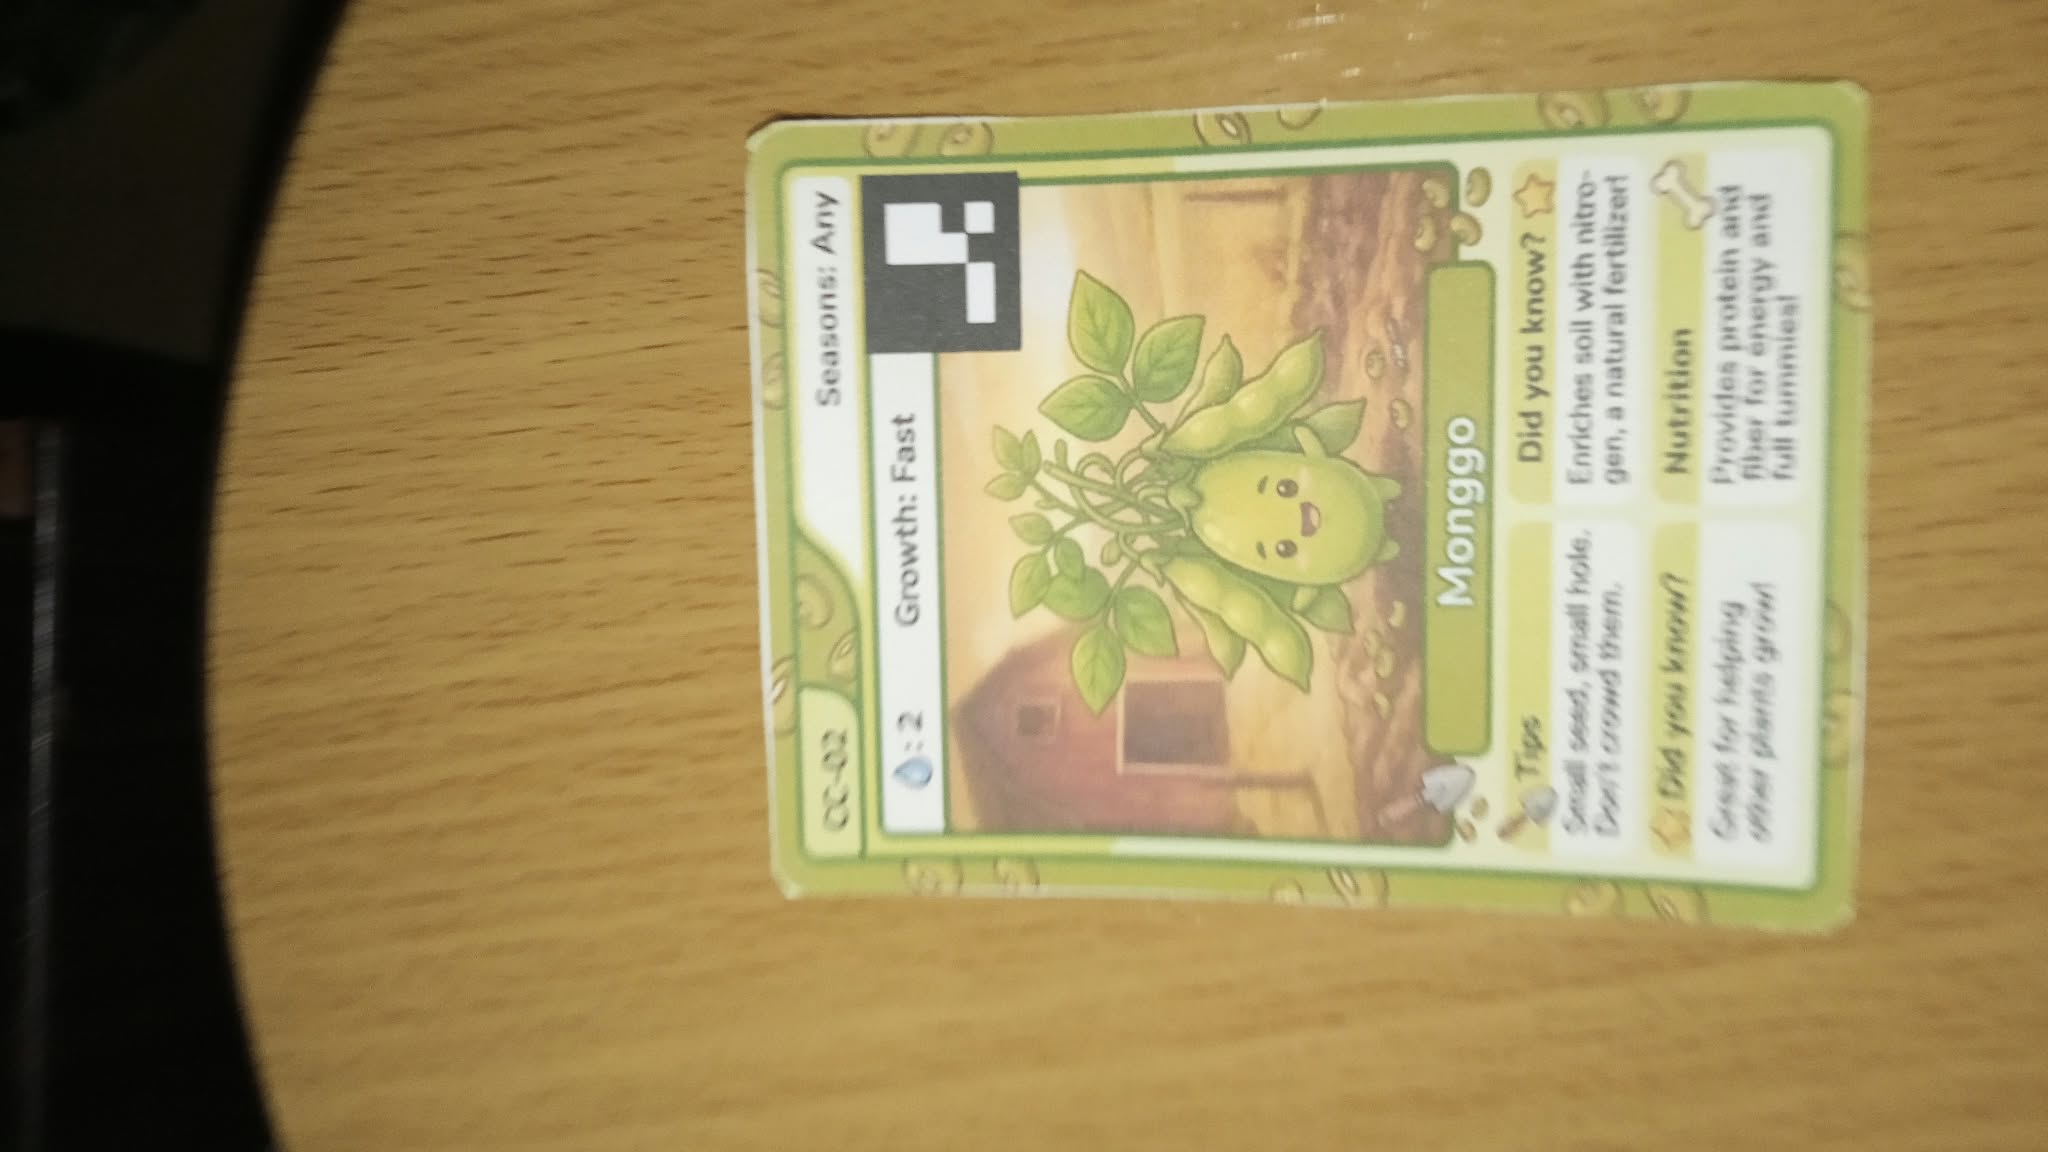 CC-02
Seasons: Any
: 2
Growth: Fast
Monggo
Tips
Small seed, small hole.
Don't crowd them.
Did you know?
Enriches soil with nitro-
gen, a natural fertilizer!
Did you know?
Great for helping
other plants grow!
Nutrition
Provides protein and
fiber for energy and
full tummies!